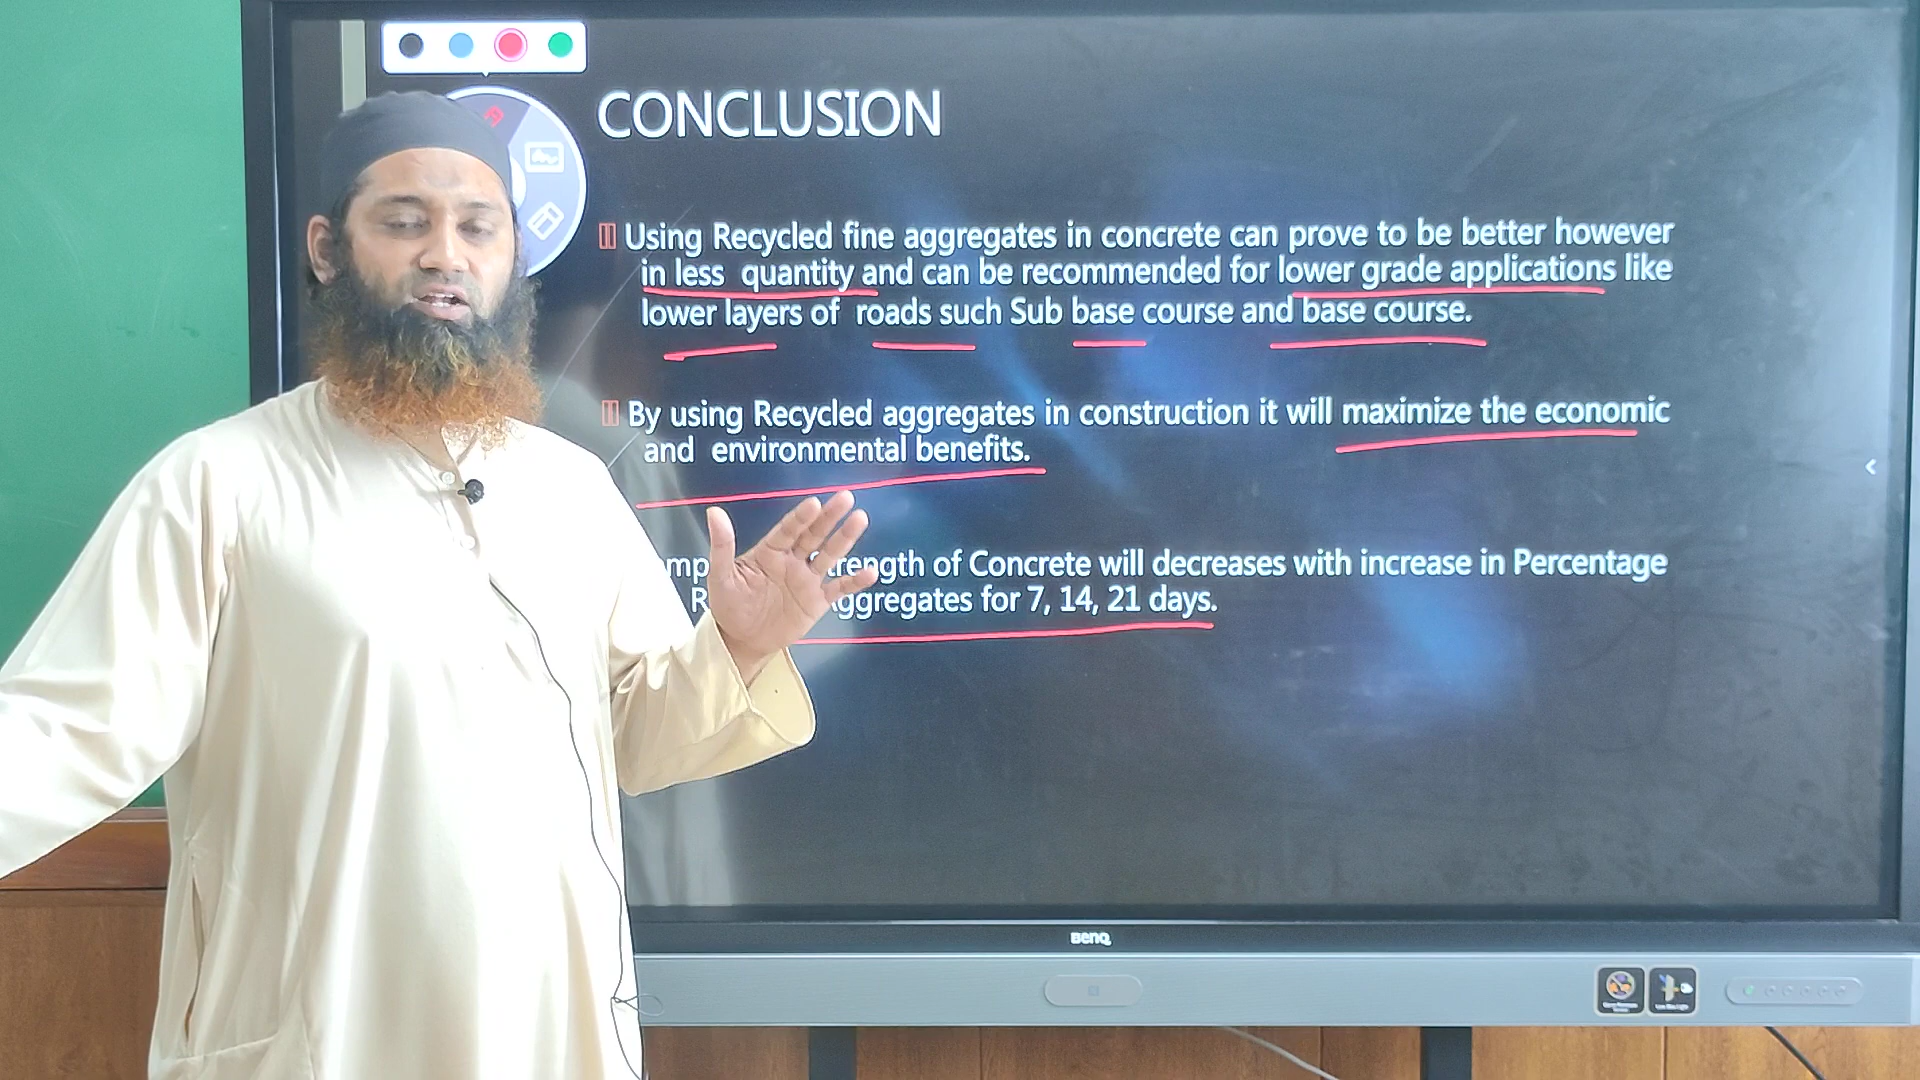 CONCLUSION
Using Recycled fine aggregates in concrete can prove to be better however
in less quantity and can be recommended for lower grade applications like
lower layers of roads such Sub base course and base course.
By using Recycled aggregates in construction it will maximize the economic
and environmental benefits.
of Concrete will decreases with increase in Percentage
for 7, 14, 21 days.
BenQ